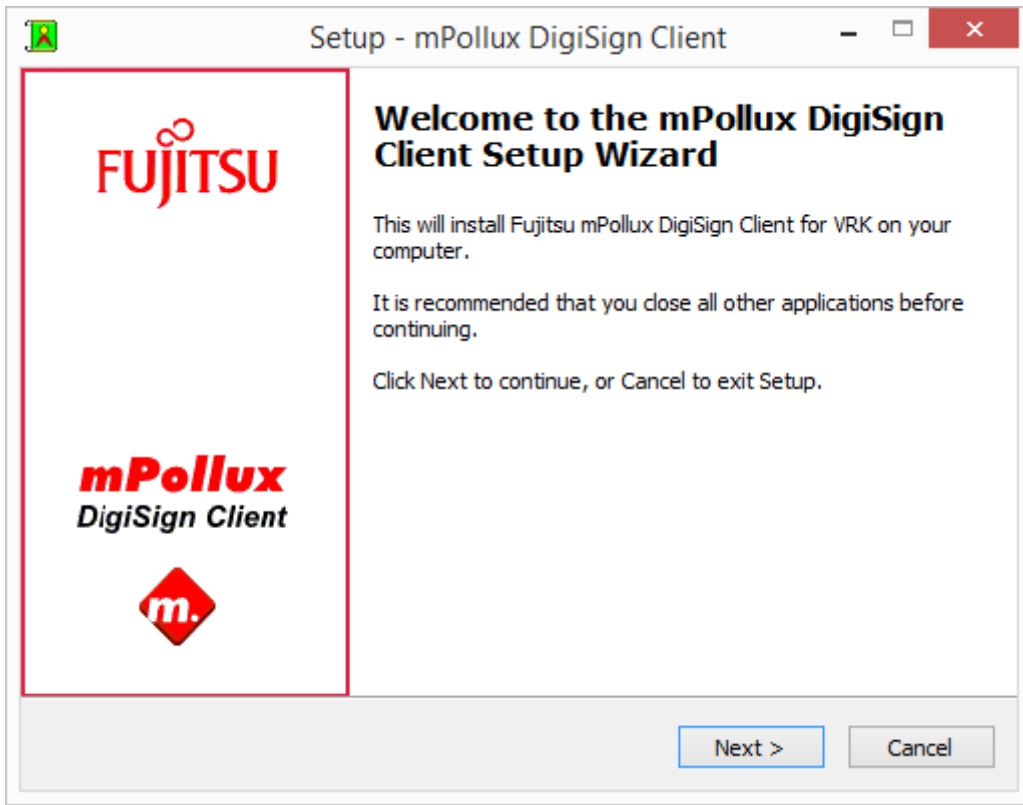 Setup - mPollux DigiSign Client
FUJITSU
mPollux
DigiSign Client
m.
Welcome to the mPollux DigiSign
Client Setup Wizard
This will install Fujitsu mPollux DigiSign Client for VRK on your
computer.
It is recommended that you close all other applications before
continuing.
Click Next to continue, or Cancel to exit Setup.
Next >
Cancel